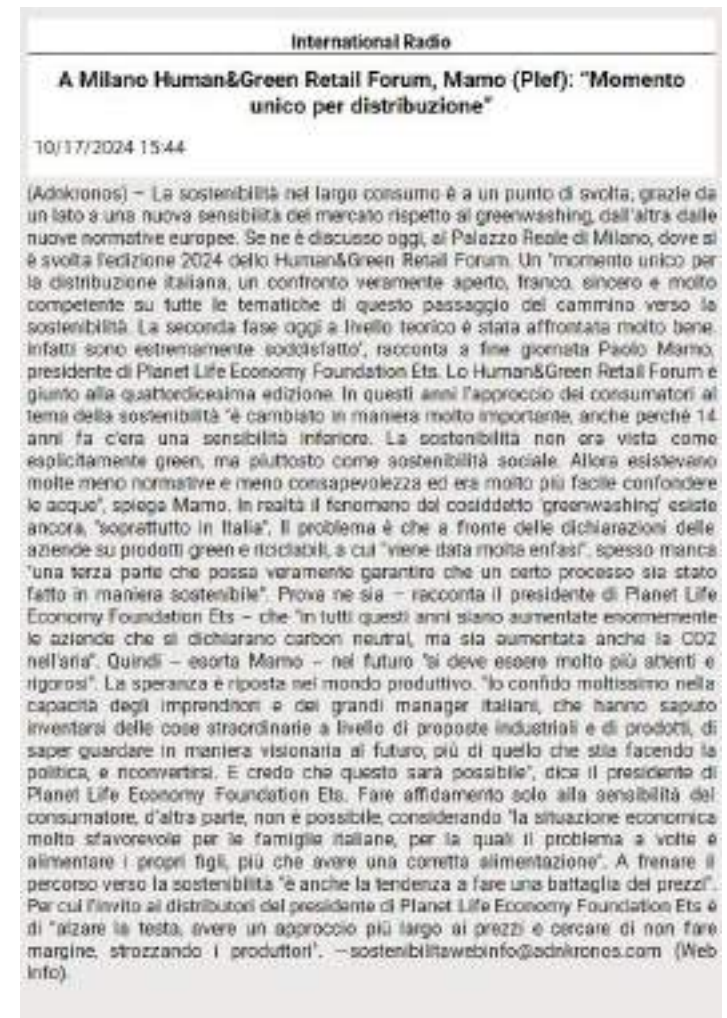 International Radio
A Milano Human&Green Retail Forum, Mamo (Plef): "Momento
unico per distribuzione"
10/17/2024 15:44
(Adnkronos) – La sostenibilità nel largo consumo è a un punto di svolta, grazie da
un lato a una nuova sensibilità del mercato rispetto al greenwashing, dall'altra dalle
nuove normative europee. Se ne è discusso oggi, al Palazzo Reale di Milano, dove si
è svolta l'edizione 2024 dello Human&Green Retail Forum. Un "momento unico per
la distribuzione italiana, un confronto veramente aperto, franco, sincero e molto
competente su tutte le tematiche di questo passaggio del cammino verso la
sostenibilità. La seconda fase oggi a livello teorico è stata affrontata molto bene.
Infatti sono estremamente soddisfatto", racconta a fine giornata Paolo Mamo,
presidente di Planet Life Economy Foundation Ets. Lo Human&Green Retail Forum è
giunto alla quattordicesima edizione. In questi anni l'approccio dei consumatori al
tema della sostenibilità "è cambiato in maniera molto importante, anche perché 14
anni fa c'era una sensibilità inferiore. La sostenibilità non era vista come
esplicitamente green, ma piuttosto come sostenibilità sociale. Allora esistevano
molte meno normative e meno consapevolezza ed era molto più facile confondere
le acque", spiega Mamo. In realtà il fenomeno del cosiddetto 'greenwashing' esiste
ancora, "soprattutto in Italia". Il problema è che a fronte delle dichiarazioni delle
aziende su prodotti green e riciclabili, a cui "viene data molta enfasi", spesso manca
"una terza parte che possa veramente garantire che un certo processo sia stato
fatto in maniera sostenibile". Prova ne sia – racconta il presidente di Planet Life
Economy Foundation Ets – che "in tutti questi anni siano aumentate enormemente
le aziende che si dichiarano carbon neutral, ma sia aumentata anche la CO2
nell'aria". Quindi – esorta Mamo – nel futuro "si deve essere molto più attenti e
rigorosi". La speranza è riposta nel mondo produttivo. "Io confido moltissimo nella
capacità degli imprenditori e dei grandi manager italiani, che hanno saputo
inventarsi delle cose straordinarie a livello di proposte industriali e di prodotti, di
saper guardare in maniera visionaria al futuro, più di quello che stia facendo la
politica, e riconvertirsi. E credo che questo sarà possibile", dice il presidente di
Planet Life Economy Foundation Ets. Fare affidamento solo alla sensibilità del
consumatore, d'altra parte, non è possibile, considerando "la situazione economica
molto sfavorevole per le famiglie italiane, per la quali il problema a volte è
alimentare i propri figli, più che avere una corretta alimentazione". A frenare il
percorso verso la sostenibilità "è anche la tendenza a fare una battaglia dei prezzi".
Per cui l'invito ai distributori del presidente di Planet Life Economy Foundation Ets è
di "alzare la testa, avere un approccio più largo ai prezzi e cercare di non fare
margine, strozzando i produttori". —sostenibilitawebinfo@adnkronos.com (Web
Info)